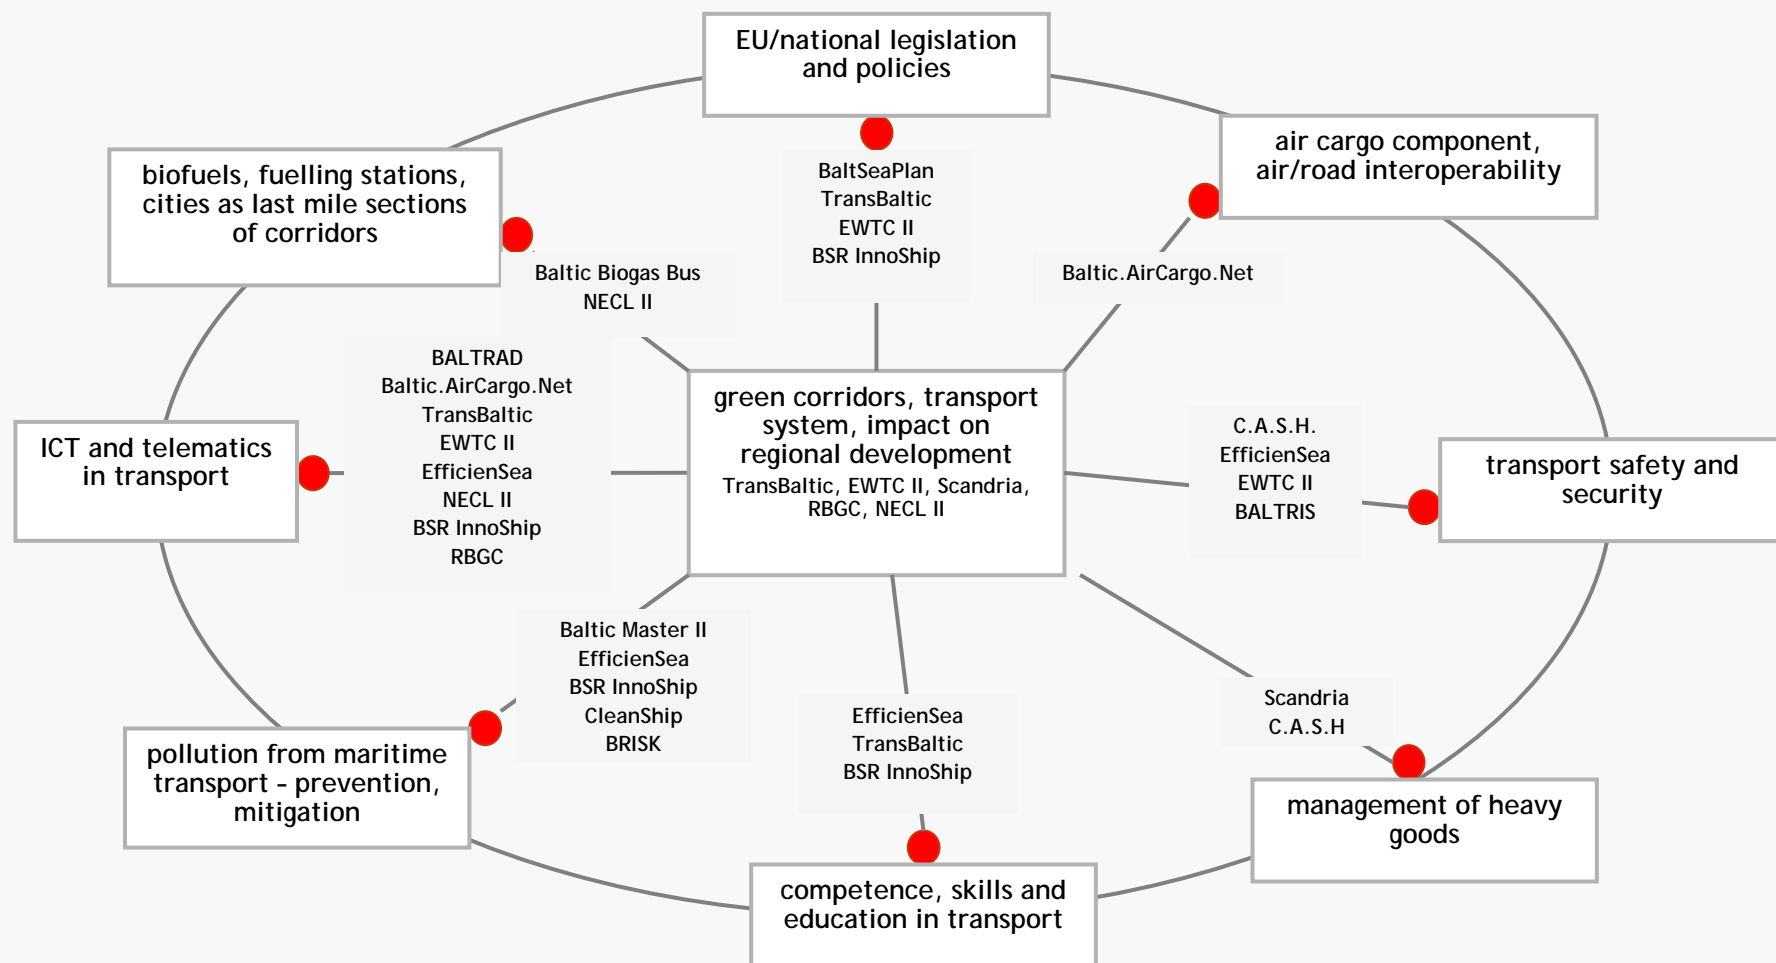 EU/national legislation
and policies
air cargo component,
air/road interoperability
biofuels, fuelling stations,
cities as last mile sections
of corridors
BaltSeaPlan
TransBaltic
EWTC II
BSR InnoShip
Baltic.AirCargo.Net
Baltic Biogas Bus
NECL II
BALTRAD
Baltic.AirCargo.Net
TransBaltic
EWTC II
EfficienSea
NECL II
BSR InnoShip
RBGC
green corridors, transport
system, impact on
regional development
TransBaltic, EWTC II, Scandria,
RBGC, NECL II
C.A.S.H.
EfficienSea
EWTC II
BALTRIS
ICT and telematics
in transport
transport safety and
security
Baltic Master II
EfficienSea
BSR InnoShip
CleanShip
BRISK
EfficienSea
TransBaltic
BSR InnoShip
Scandria
C.A.S.H
pollution from maritime
transport - prevention,
mitigation
management of heavy
goods
competence, skills and
education in transport